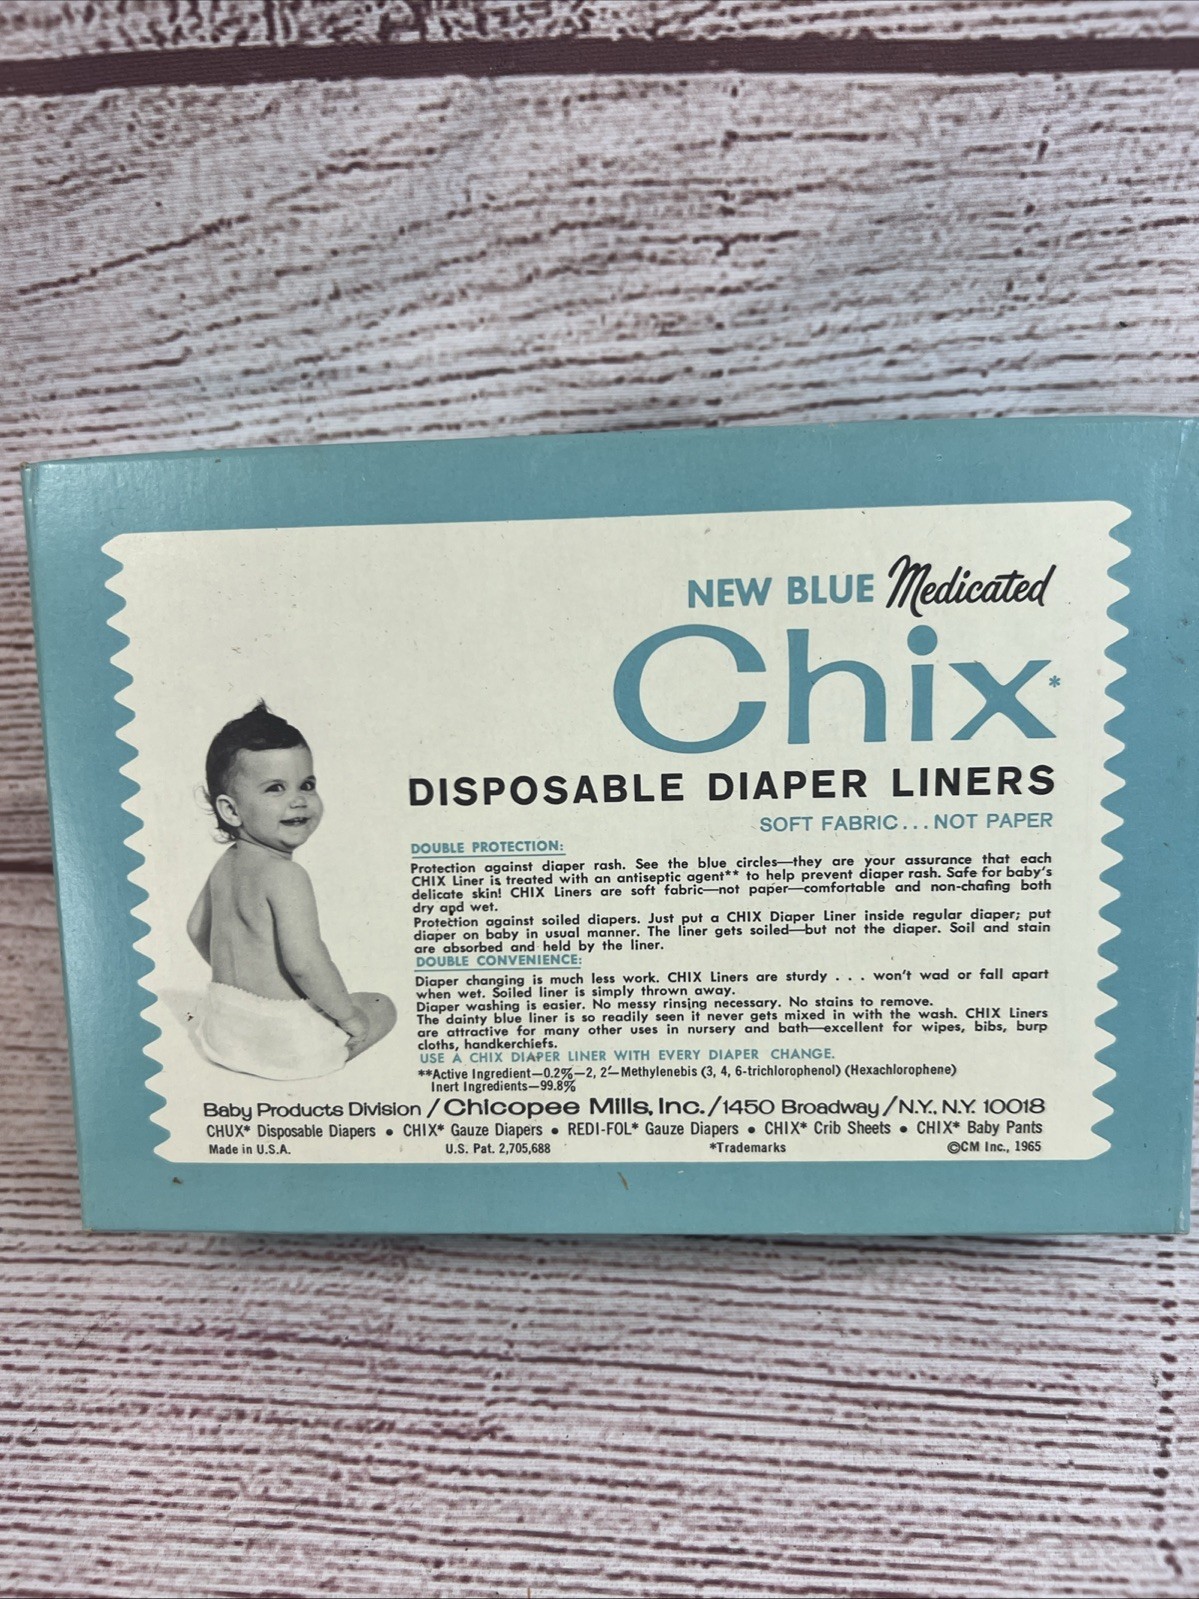 NEW BLUE Medicated
Chix*
DISPOSABLE DIAPER LINERS
SOFT FABRIC...NOT PAPER
DOUBLE PROTECTION:
Protection against diaper rash. See the blue circles—they are your assurance that each
CHIX Liner is treated with an antiseptic agent** to help prevent diaper rash. Safe for baby's
delicate skin! CHIX Liners are soft fabric—not paper—comfortable and non-chafing both
dry and wet.
Protection against soiled diapers. Just put a CHIX Diaper Liner inside regular diaper; put
diaper on baby in usual manner. The liner gets soiled—but not the diaper. Soil and stain
are absorbed and held by the liner.
DOUBLE CONVENIENCE:
Diaper changing is much less work. CHIX Liners are sturdy . . . won't wad or fall apart
when wet. Soiled liner is simply thrown away.
Diaper washing is easier. No messy rinsing necessary. No stains to remove.
The dainty blue liner is so readily seen it never gets mixed in with the wash. CHIX Liners
are attractive for many other uses in nursery and bath—excellent for wipes, bibs, burp
cloths, handkerchiefs.
USE A CHIX DIAPER LINER WITH EVERY DIAPER CHANGE.
**Active Ingredient—0.2%—2, 2'—Methylenebis (3, 4, 6-trichlorophenol) (Hexachlorophene)
Inert Ingredients—99.8%
Baby Products Division / Chicopee Mills, Inc. / 1450 Broadway / N.Y., N.Y. 10018
CHUX* Disposable Diapers • CHIX* Gauze Diapers • REDI-FOL* Gauze Diapers • CHIX* Crib Sheets • CHIX* Baby Pants
Made in U.S.A. U.S. Pat. 2,705,688 *Trademarks ©CM Inc., 1965